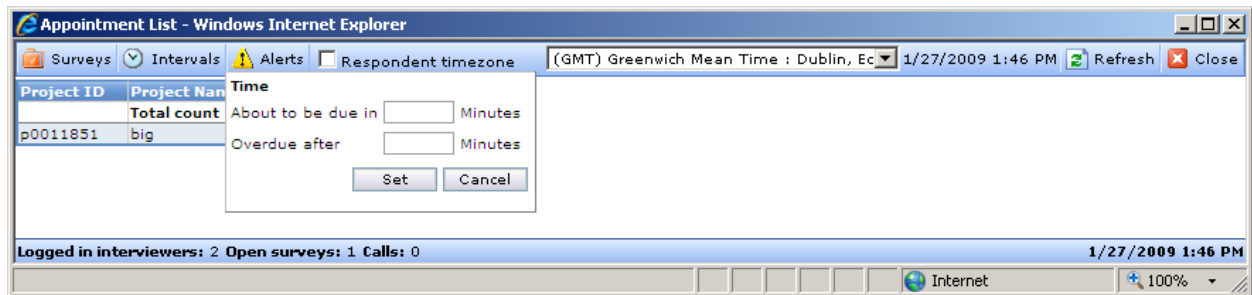 Appointment List - Windows Internet Explorer
Surveys Intervals Alerts Respondent timezone (GMT) Greenwich Mean Time : Dublin, Ec 1/27/2009 1:46 PM Refresh Close
Project ID Project Nan
Total count
p0011851 big
Time
About to be due in Minutes
Overdue after Minutes
Set Cancel
Logged in interviewers: 2 Open surveys: 1 Calls: 0 1/27/2009 1:46 PM
Internet 100%